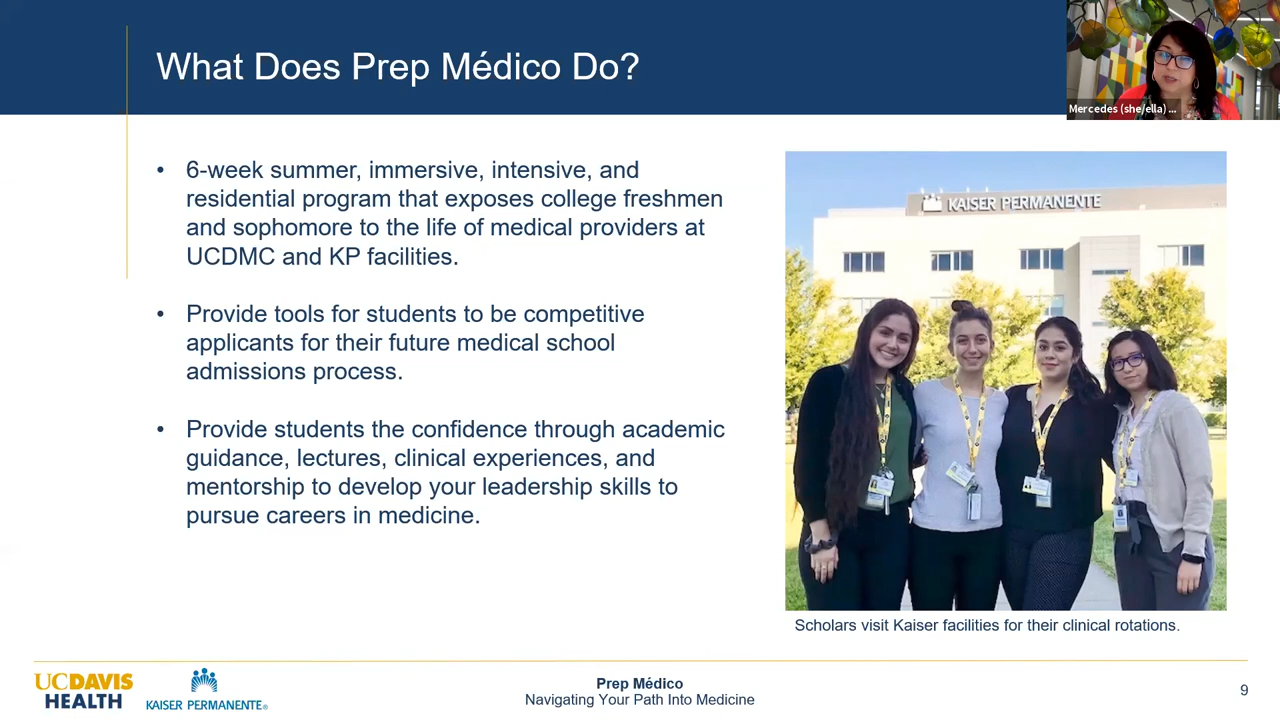 What Does Prep Médico Do?
Mercedes (she/ella) ...
• 6-week summer, immersive, intensive, and
residential program that exposes college freshmen
and sophomore to the life of medical providers at
UCDMC and KP facilities.
• Provide tools for students to be competitive
applicants for their future medical school
admissions process.
• Provide students the confidence through academic
guidance, lectures, clinical experiences, and
mentorship to develop your leadership skills to
pursue careers in medicine.
KAISER PERMANENTE
Scholars visit Kaiser facilities for their clinical rotations.
UCDAVIS
HEALTH
KAISER PERMANENTE®
Prep Médico
Navigating Your Path Into Medicine
9